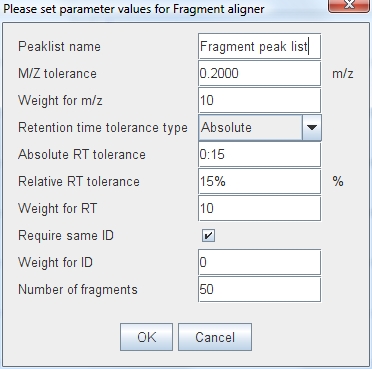 Please set parameter values for Fragment aligner
Peaklist name Fragment peak list
M/Z tolerance 0.2000 m/z
Weight for m/z 10
Retention time tolerance type Absolute
Absolute RT tolerance 0:15
Relative RT tolerance 15% %
Weight for RT 10
Require same ID
Weight for ID 0
Number of fragments 50
OK Cancel